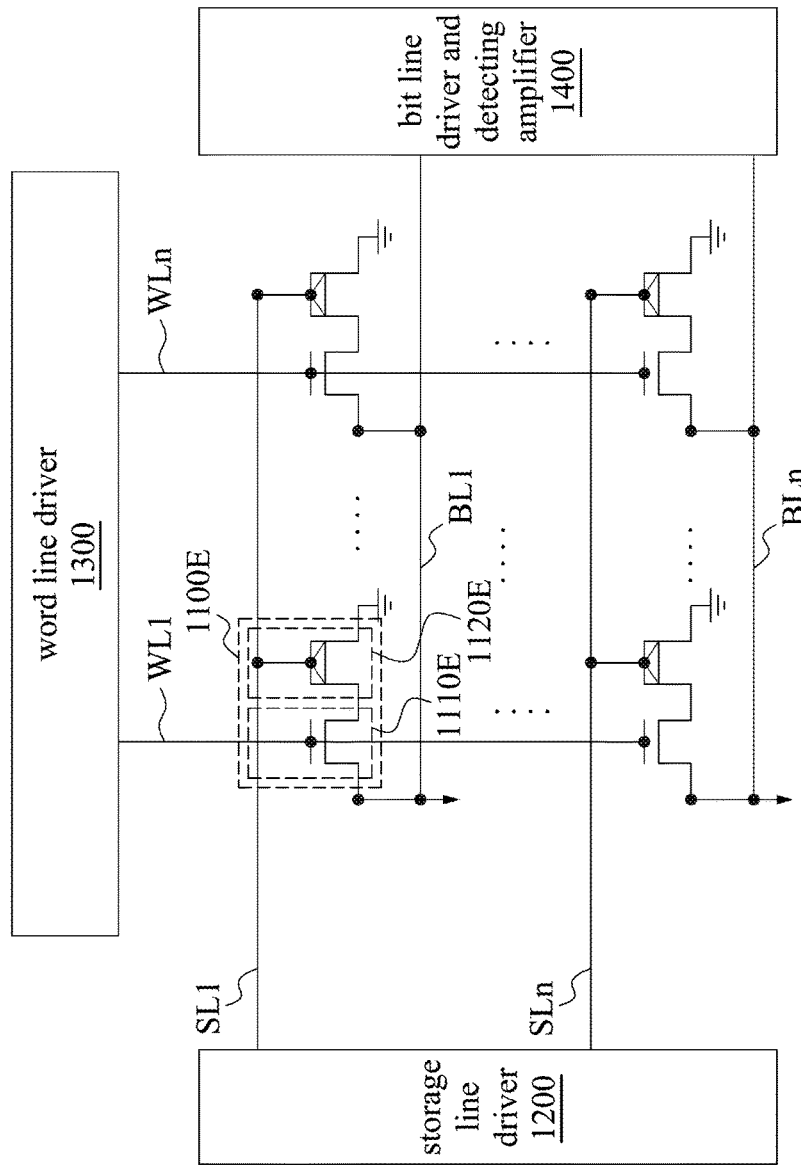 word line driver
1300
WL1
WLn
1100E
SL1
1110E
1120E
BL1
SLn
BLn
storage
line
driver
1200
bit line
driver and
detecting
amplifier
1400